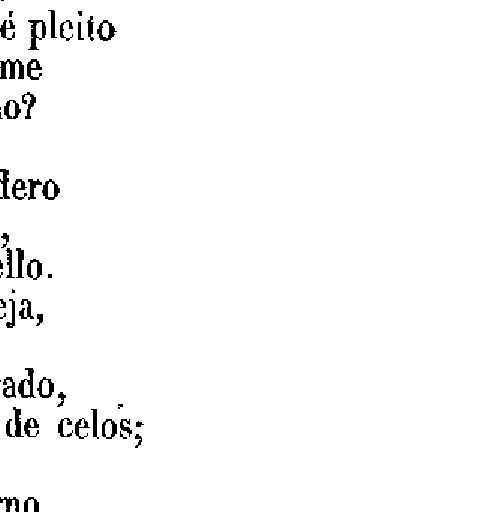 é pleito
me
o?
dero
,
ello.
eja,
ado,
de celos;
rno